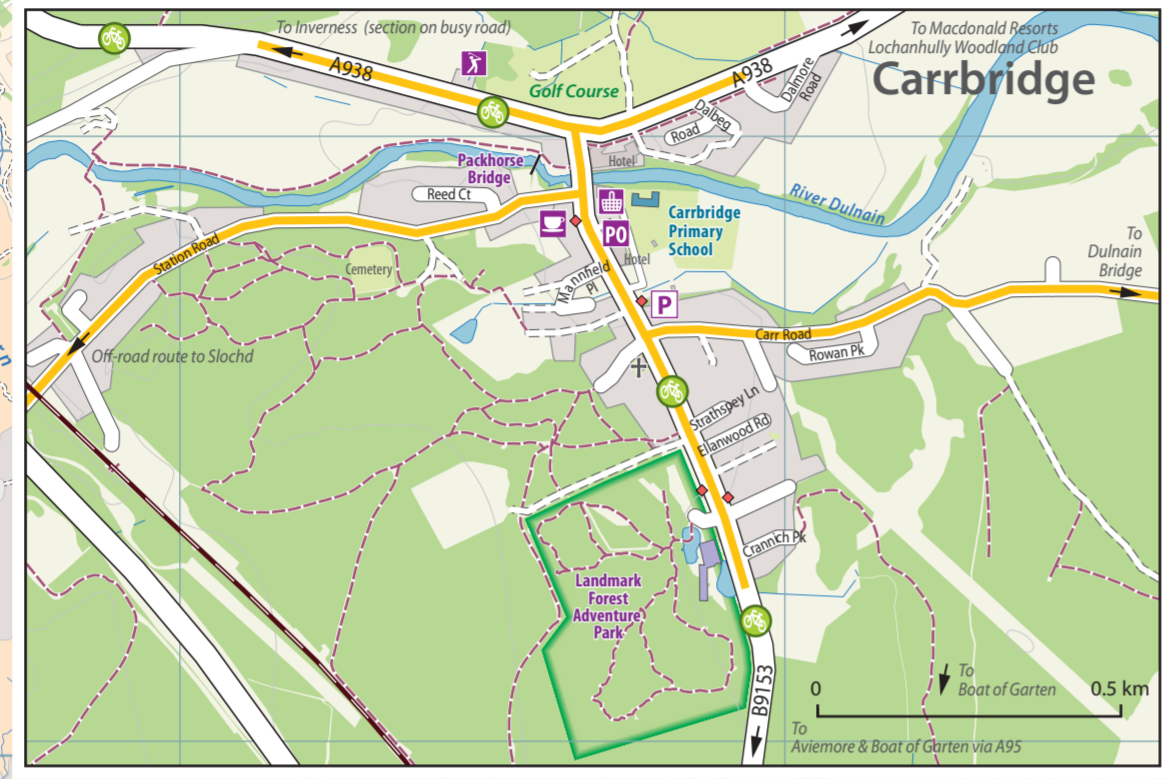 To Inverness (section on busy road)
To Macdonald Resorts
Lochanhully Woodland Club
Carrbridge
A938
A938
Golf Course
Dalmore
Road
Dalbeg
Road
Packhorse
Bridge
Hotel
Reed Ct
River Dulnain
Carrbridge
Primary
School
PO
Hotel
To
Dulnain
Bridge
Station Road
Cemetery
Mannfield
Pl
P
Carr Road
Rowan Pk
Off-road route to Slochd
Strathspey Ln
Ellanwood Rd
Crannich Pk
Landmark
Forest
Adventure
Park
B9153
To
Boat of Garten
0
0.5 km
To
Aviemore & Boat of Garten via A95